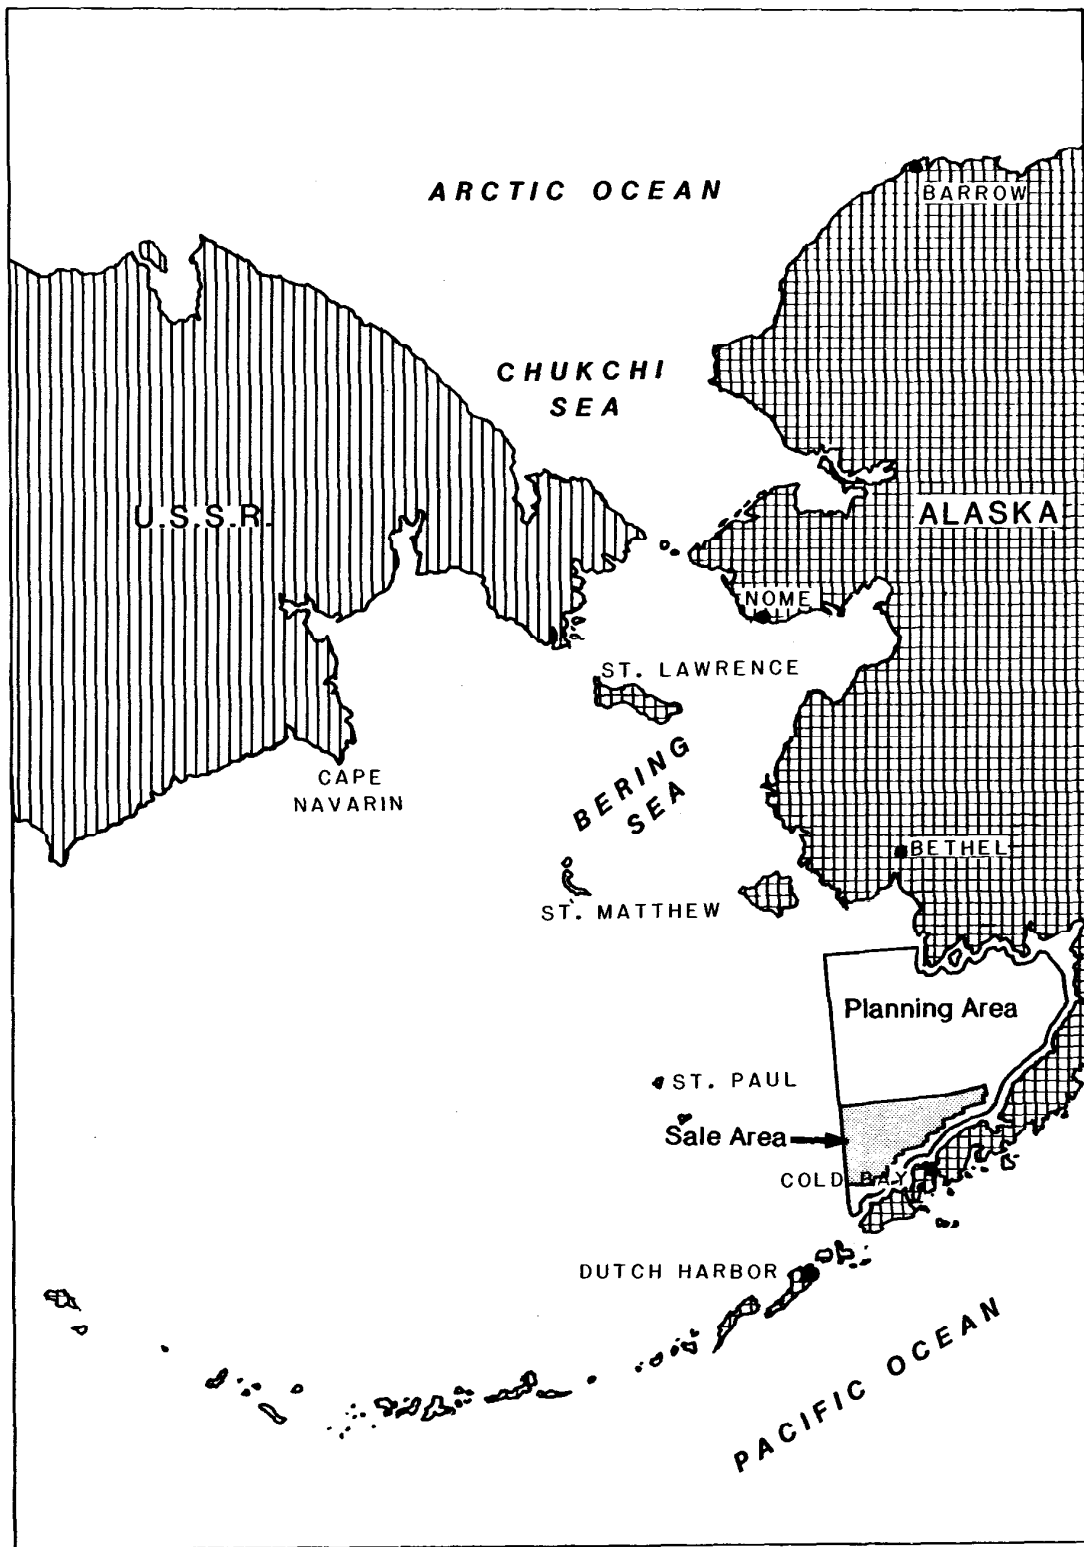 ARCTIC OCEAN
BARROW
CHUKCHI
SEA
U.S.S.R.
ALASKA
NOME
ST. LAWRENCE
BERING
SEA
CAPE
NAVARIN
BETHEL
ST. MATTHEW
Planning Area
ST. PAUL
Sale Area
COLD BAY
DUTCH HARBOR
PACIFIC OCEAN